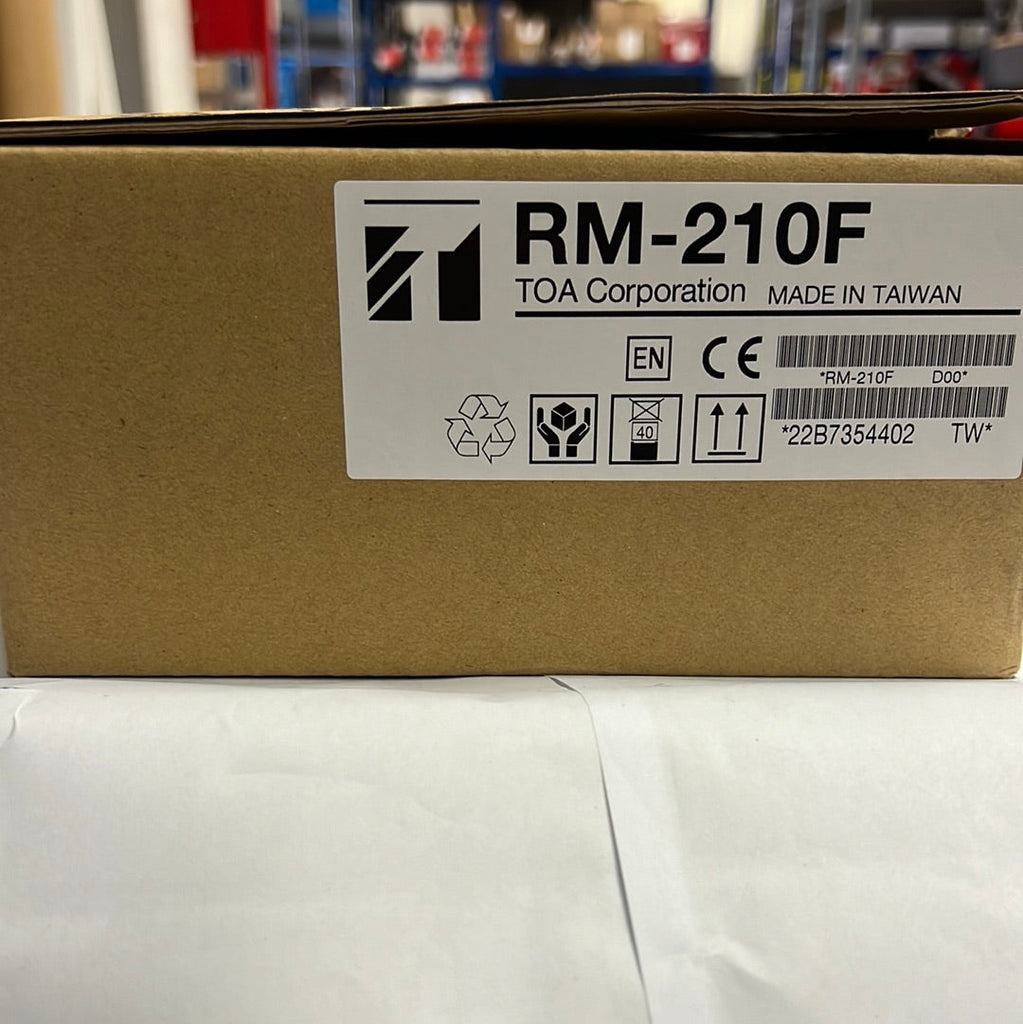 RM-210F
TOA Corporation MADE IN TAIWAN
EN CE
*RM-210F D00*
40
*22B7354402 TW*